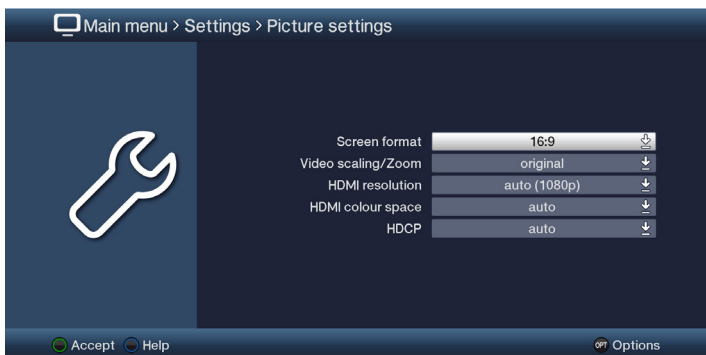 Main menu > Settings > Picture settings
Screen format 16:9
Video scaling/Zoom original
HDMI resolution auto (1080p)
HDMI colour space auto
HDCP auto
Accept Help OPT Options